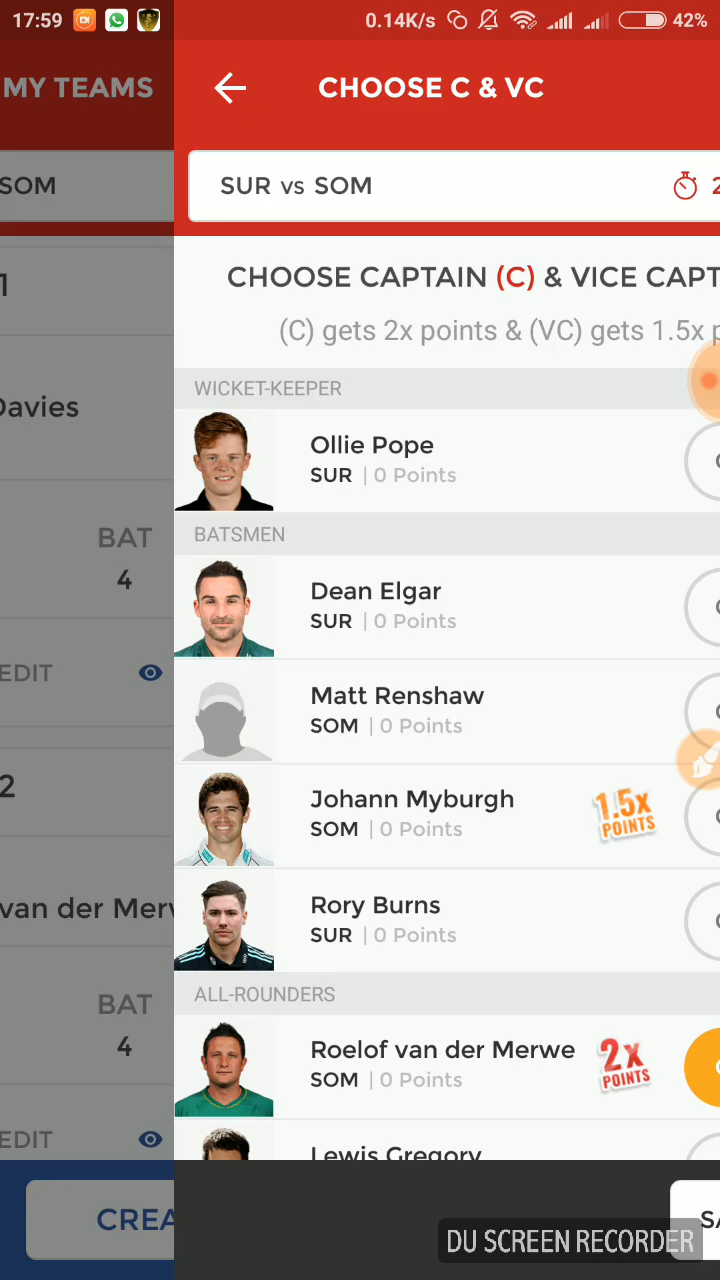 17:59
0.14K/s
42%
MY TEAMS
CHOOSE C & VC
SOM
SUR vs SOM
2
1
CHOOSE CAPTAIN (C) & VICE CAPT
(C) gets 2x points & (VC) gets 1.5x p
WICKET-KEEPER
Davies
Ollie Pope
SUR | 0 Points
BAT
4
BATSMEN
Dean Elgar
SUR | 0 Points
EDIT
Matt Renshaw
SOM | 0 Points
2
Johann Myburgh
SOM | 0 Points
1.5x
POINTS
van der Merw
Rory Burns
SUR | 0 Points
BAT
4
ALL-ROUNDERS
Roelof van der Merwe
SOM | 0 Points
2x
POINTS
EDIT
Lewis Gregory
CREA
SA
DU SCREEN RECORDER